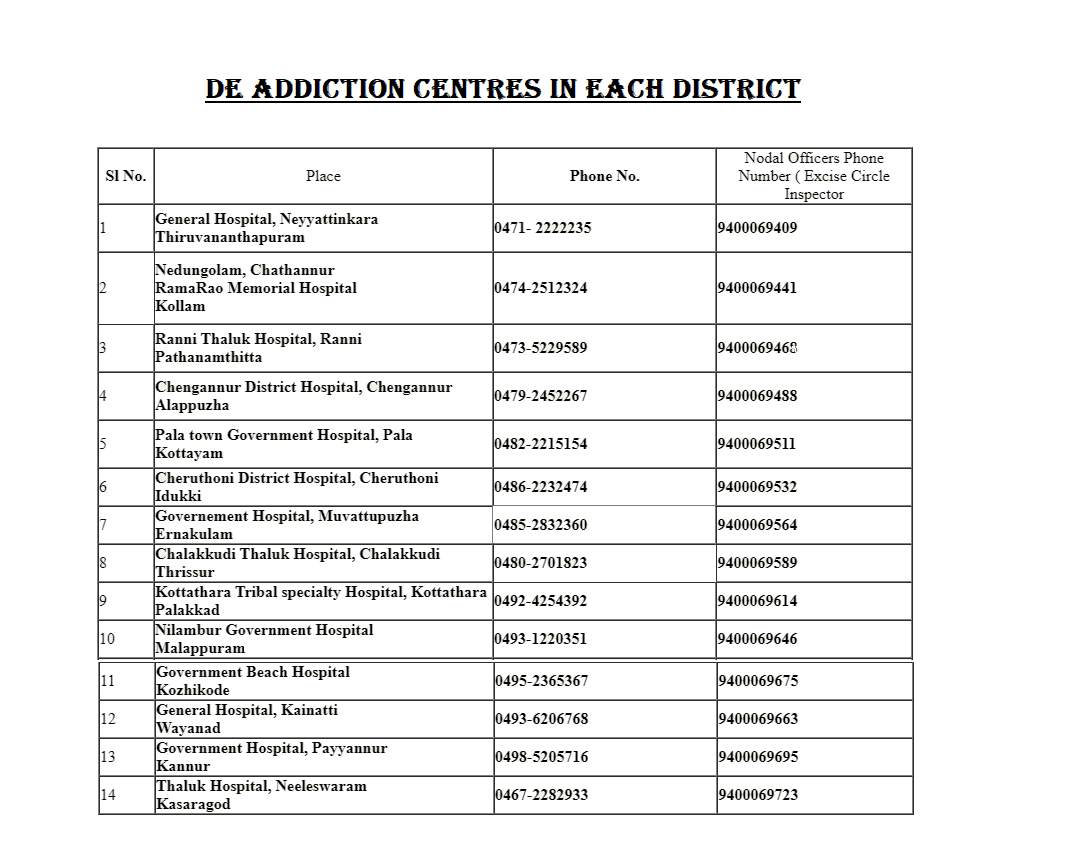 DE ADDICTION CENTRES IN EACH DISTRICT
Sl No. Place Phone No. Nodal Officers Phone
Number ( Excise Circle
Inspector
1 General Hospital, Neyyattinkara
Thiruvananthapuram 0471- 2222235 9400069409
2 Nedungolam, Chathannur
RamaRao Memorial Hospital
Kollam 0474-2512324 9400069441
3 Ranni Thaluk Hospital, Ranni
Pathanamthitta 0473-5229589 9400069468
4 Chengannur District Hospital, Chengannur
Alappuzha 0479-2452267 9400069488
5 Pala town Government Hospital, Pala
Kottayam 0482-2215154 9400069511
6 Cheruthoni District Hospital, Cheruthoni
Idukki 0486-2232474 9400069532
7 Governement Hospital, Muvattupuzha
Ernakulam 0485-2832360 9400069564
8 Chalakkudi Thaluk Hospital, Chalakkudi
Thrissur 0480-2701823 9400069589
9 Kottathara Tribal specialty Hospital, Kottathara
Palakkad 0492-4254392 9400069614
10 Nilambur Government Hospital
Malappuram 0493-1220351 9400069646
11 Government Beach Hospital
Kozhikode 0495-2365367 9400069675
12 General Hospital, Kainatti
Wayanad 0493-6206768 9400069663
13 Government Hospital, Payyannur
Kannur 0498-5205716 9400069695
14 Thaluk Hospital, Neeleswaram
Kasaragod 0467-2282933 9400069723